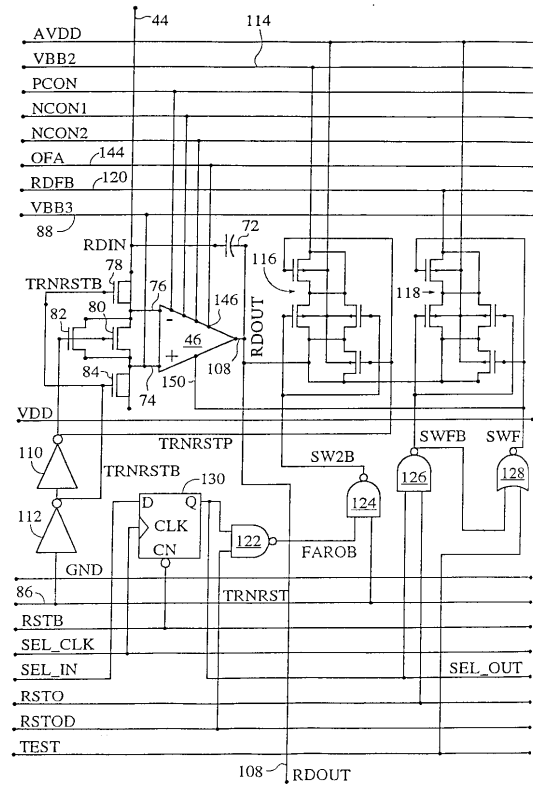 44
114
AVDD
VBB2
PCON
NCON1
NCON2
OFA 144
RDFB 120
VBB3
88
72
RDIN
78
TRNRSTB
76
146
116
118
82
80
-
46
+
84
150
74
108
RDOUT
VDD
TRNRSTP
SWFB
SWF
110
TRNRSTB
SW2B
130
112
D Q
CLK
CN
122
124
126
128
FAROB
GND
86
TRNRST
RSTB
SEL_CLK
SEL_IN
SEL_OUT
RSTO
RSTOD
TEST
108
RDOUT